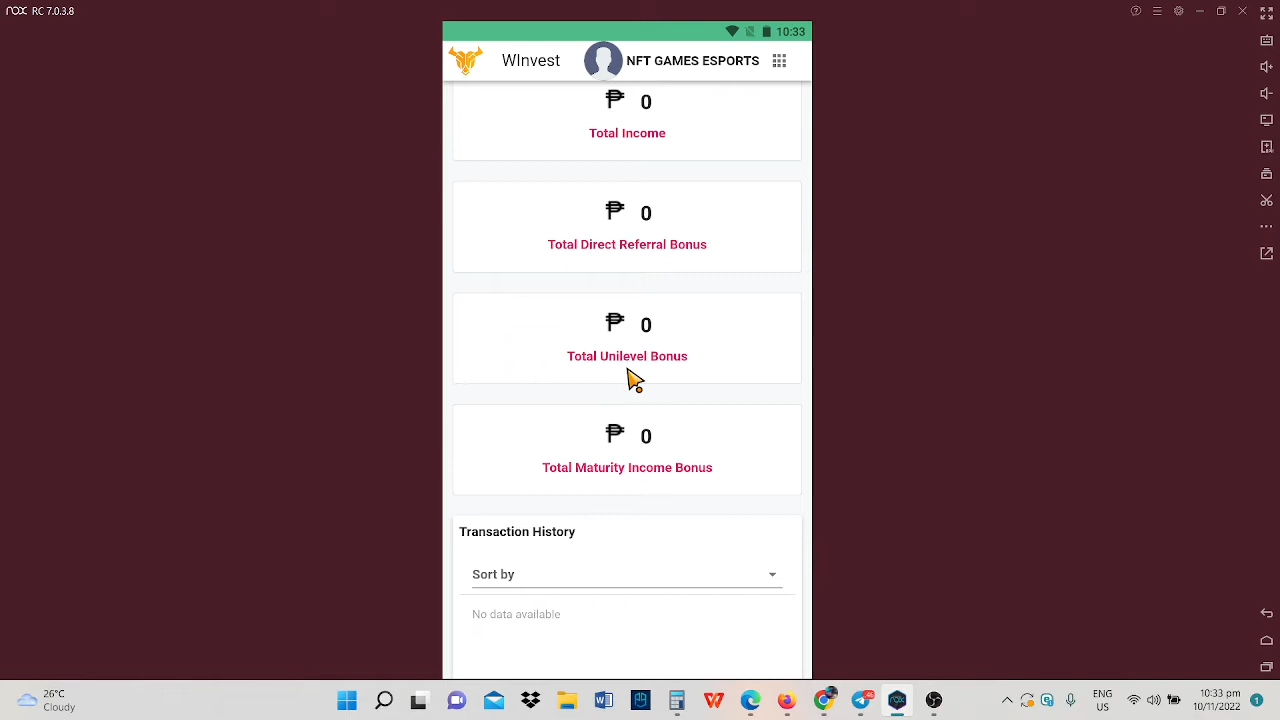 NOX RC 7.0.3.8
10:33
WInvest
NFT GAMES ESPORTS
₱ 0
Total Income
₱ 0
Total Direct Referral Bonus
₱ 0
Total Unilevel Bonus
₱ 0
Total Maturity Income Bonus
Transaction History
Sort by
No data available
26°C
Cloudy
ENG
PH
10:33 pm
10/11/2022
1